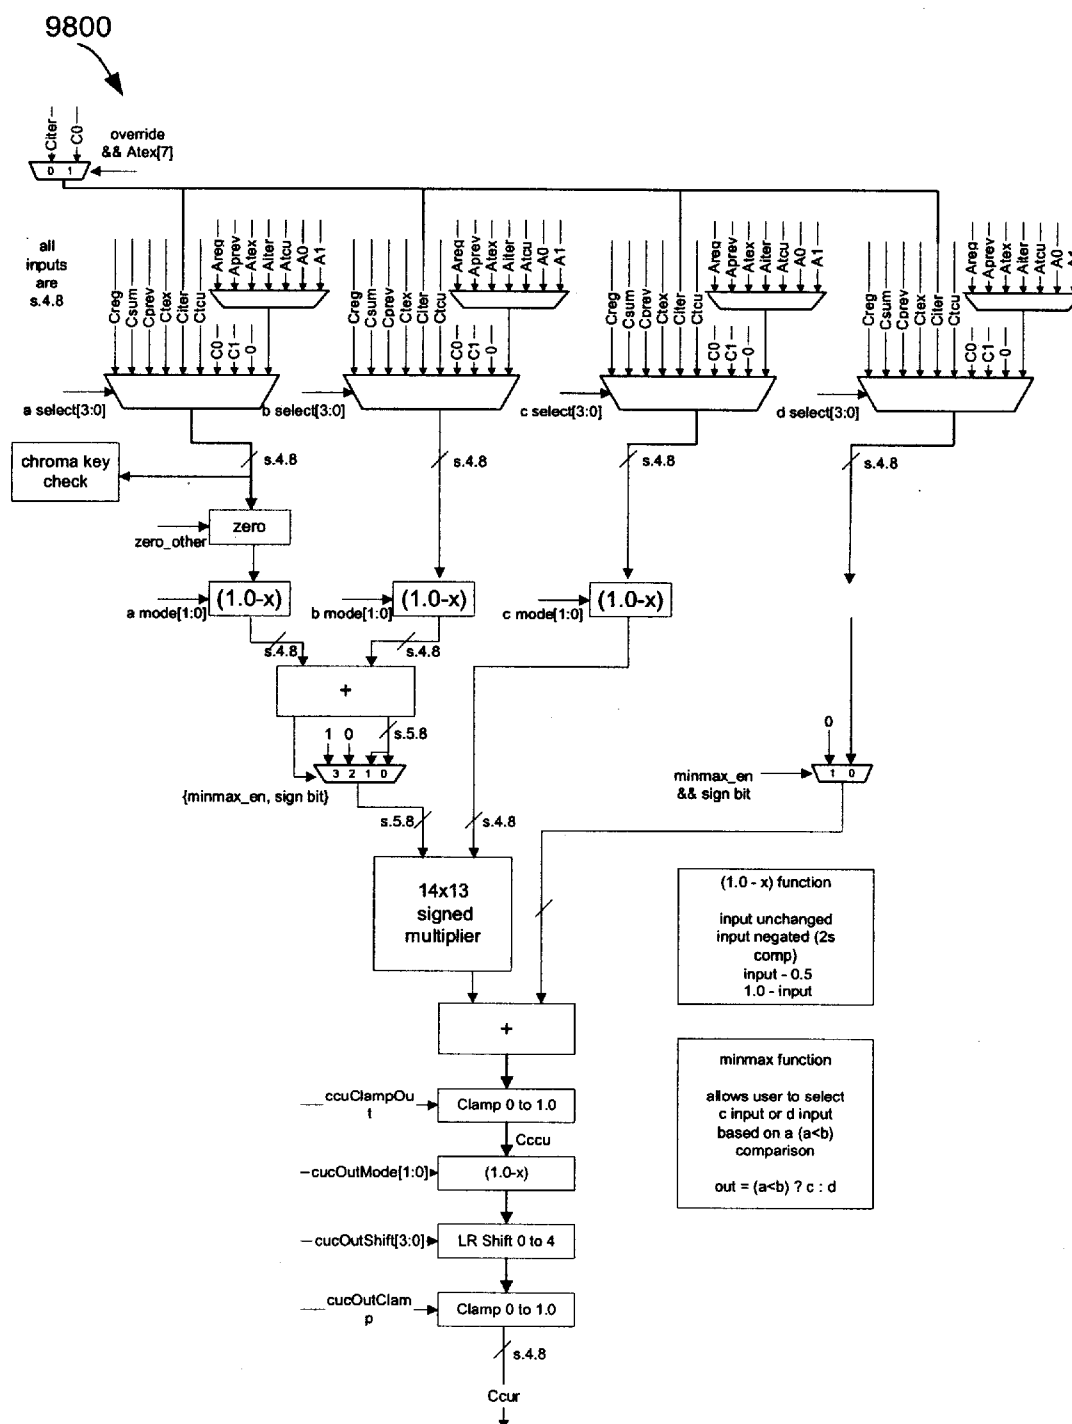 9800
Citer
C0
override
&& Atex[7]
0 1
all
inputs
are
s.4.8
Creg
Csum
Cprev
Ctex
Citer
Ctcu
Areg
Aprev
Atex
Aiter
Atcu
A0
A1
C0
C1
0
Creg
Csum
Cprev
Ctex
Citer
Ctcu
Areg
Aprev
Atex
Aiter
Atcu
A0
A1
C0
C1
0
Creg
Csum
Cprev
Ctex
Citer
Ctcu
Areg
Aprev
Atex
Aiter
Atcu
A0
A1
C0
C1
0
Creg
Csum
Cprev
Ctex
Citer
Ctcu
Areg
Aprev
Atex
Aiter
Atcu
A0
C0
C1
0
a select[3:0]
b select[3:0]
c select[3:0]
d select[3:0]
chroma key
check
s.4.8
s.4.8
s.4.8
s.4.8
zero
zero_other
(1.0-x)
(1.0-x)
(1.0-x)
a mode[1:0]
b mode[1:0]
c mode[1:0]
s.4.8
s.4.8
+
1 0
s.5.8
3 2 1 0
{minmax_en, sign bit}
0
1 0
minmax_en
&& sign bit
s.5.8
s.4.8
14x13
signed
multiplier
(1.0 - x) function
input unchanged
input negated (2s
comp)
input - 0.5
1.0 - input
+
minmax function
allows user to select
c input or d input
based on a (a<b)
comparison
out = (a<b) ? c : d
ccuClampOu
t
Clamp 0 to 1.0
Cccu
cucOutMode[1:0]
(1.0-x)
cucOutShift[3:0]
LR Shift 0 to 4
cucOutClam
p
Clamp 0 to 1.0
s.4.8
Ccur